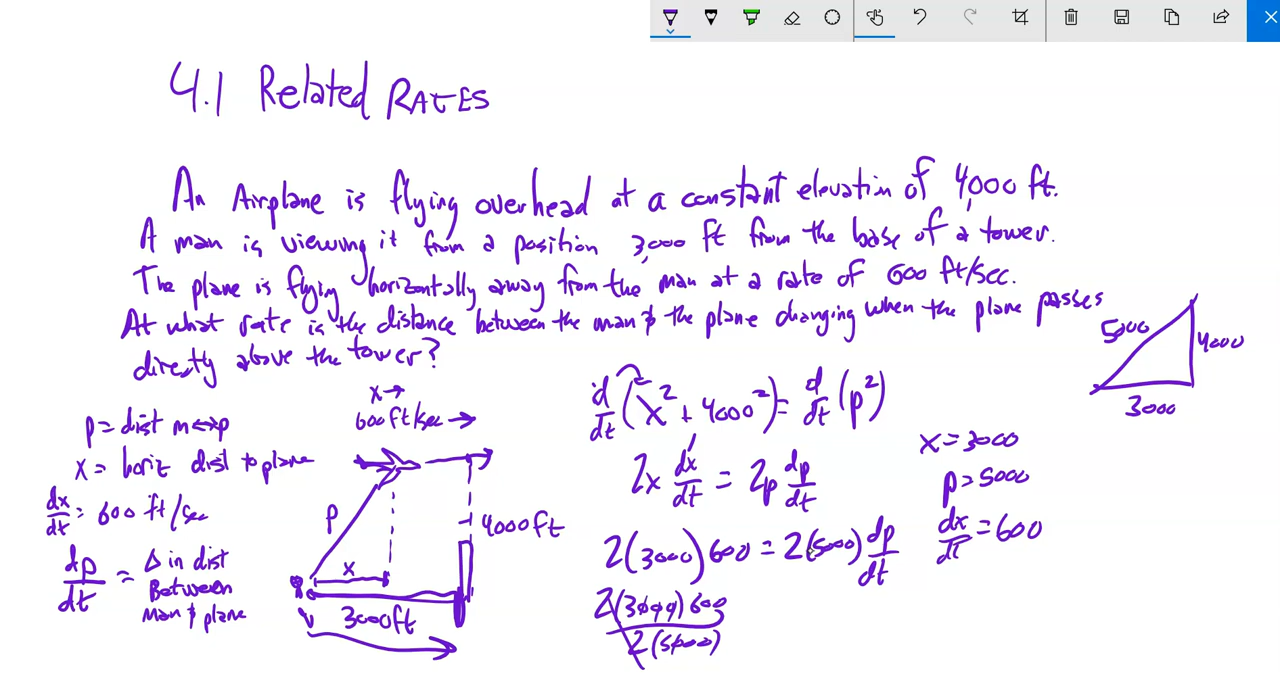 4.1 Related RATES
An Airplane is flying overhead at a constant elevation of 4,000 ft.
A man is viewing it from a position 3,000 ft from the base of a tower.
The plane is flying horizontally away from the man at a rate of 600 ft/sec.
At what rate is the distance between the man & the plane changing when the plane passes
directly above the tower?
5000
4000
3000
x→
600 ft/sec →
p = dist m↔p
x = horiz dist to plane
dx/dt = 600 ft/sec
dp/dt = Δ in dist
Between
Man & plane
p
x
4000 ft
3000 ft
d/dt (x² + 4000²) = d/dt (p²)
2x dx/dt = 2p dp/dt
2(3000)600 = 2(5000) dp/dt
2(3000)600
2(5000)
x = 3000
p = 5000
dx/dt = 600